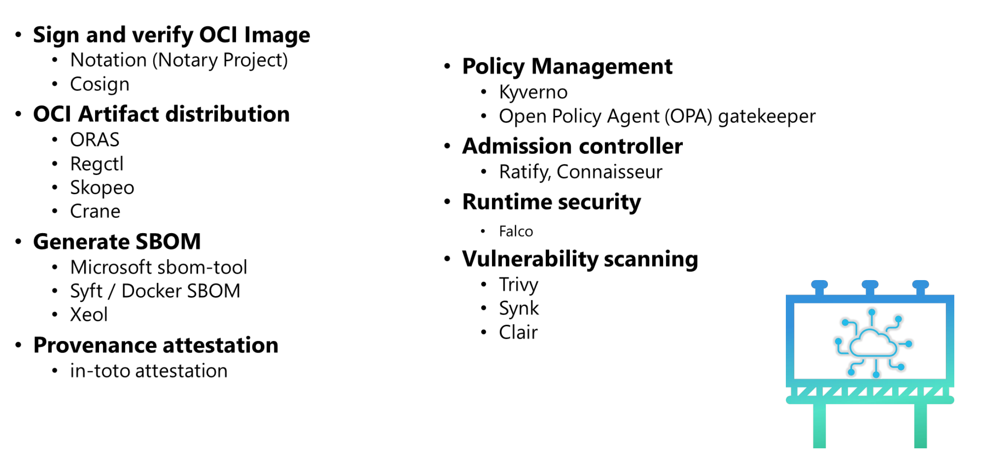 • Sign and verify OCI Image
• Notation (Notary Project)
• Cosign
• OCI Artifact distribution
• ORAS
• Regctl
• Skopeo
• Crane
• Generate SBOM
• Microsoft sbom-tool
• Syft / Docker SBOM
• Xeol
• Provenance attestation
• in-toto attestation
• Policy Management
• Kyverno
• Open Policy Agent (OPA) gatekeeper
• Admission controller
• Ratify, Connaisseur
• Runtime security
• Falco
• Vulnerability scanning
• Trivy
• Synk
• Clair